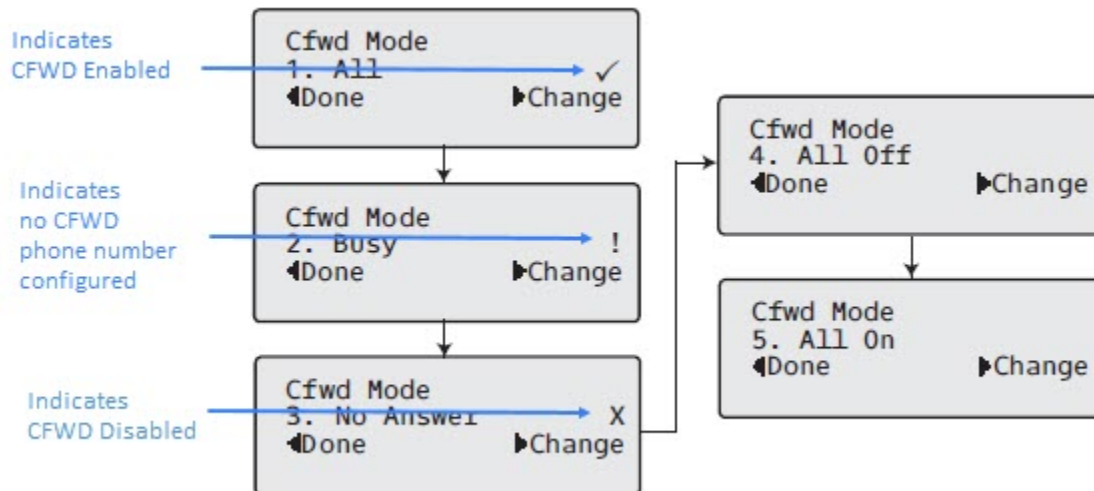 Indicates
CFWD Enabled
Cfwd Mode
1. All ✓
◀Done ▶Change
Indicates
no CFWD
phone number
configured
Cfwd Mode
2. Busy !
◀Done ▶Change
Indicates
CFWD Disabled
Cfwd Mode
3. No Answer X
◀Done ▶Change
Cfwd Mode
4. All Off
◀Done ▶Change
Cfwd Mode
5. All On
◀Done ▶Change